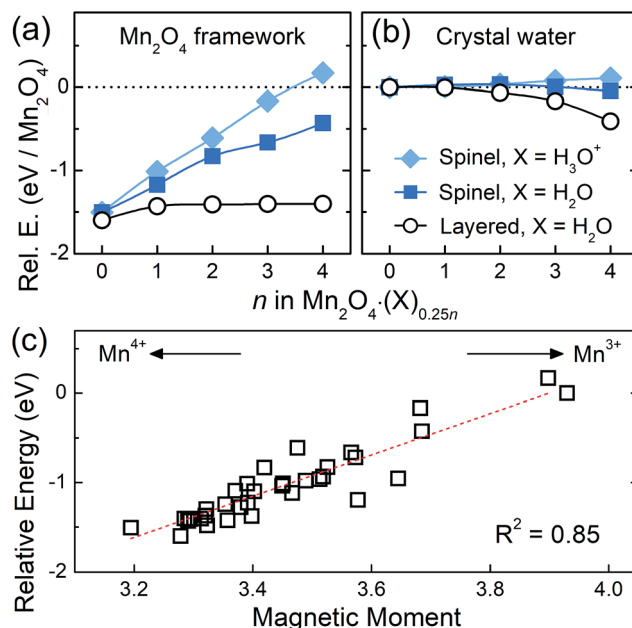 (a) Mn₂O₄ framework
(b) Crystal water
Rel. E. (eV / Mn₂O₄)
0
-1
-2
Spinel, X = H₃O⁺
Spinel, X = H₂O
Layered, X = H₂O
0 1 2 3 4
0 1 2 3 4
n in Mn₂O₄·(X)₀.₂₅ₙ
(c)
Mn⁴⁺
Mn³⁺
Relative Energy (eV)
0
-1
-2
R² = 0.85
3.2 3.4 3.6 3.8 4.0
Magnetic Moment